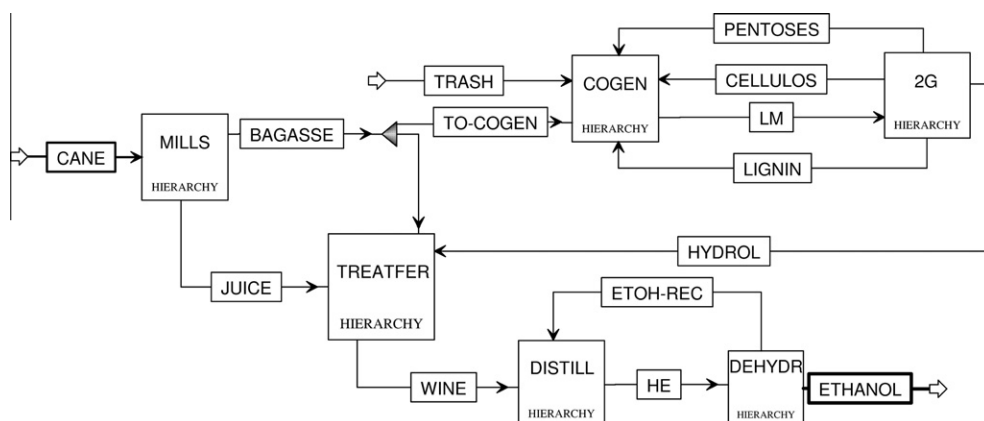 PENTOSES
TRASH
COGEN
HIERARCHY
CELLULOS
2G
HIERARCHY
TO-COGEN
LM
LIGNIN
CANE
MILLS
HIERARCHY
BAGASSE
JUICE
TREATFER
HIERARCHY
HYDROL
ETOH-REC
WINE
DISTILL
HIERARCHY
HE
DEHYDR
HIERARCHY
ETHANOL